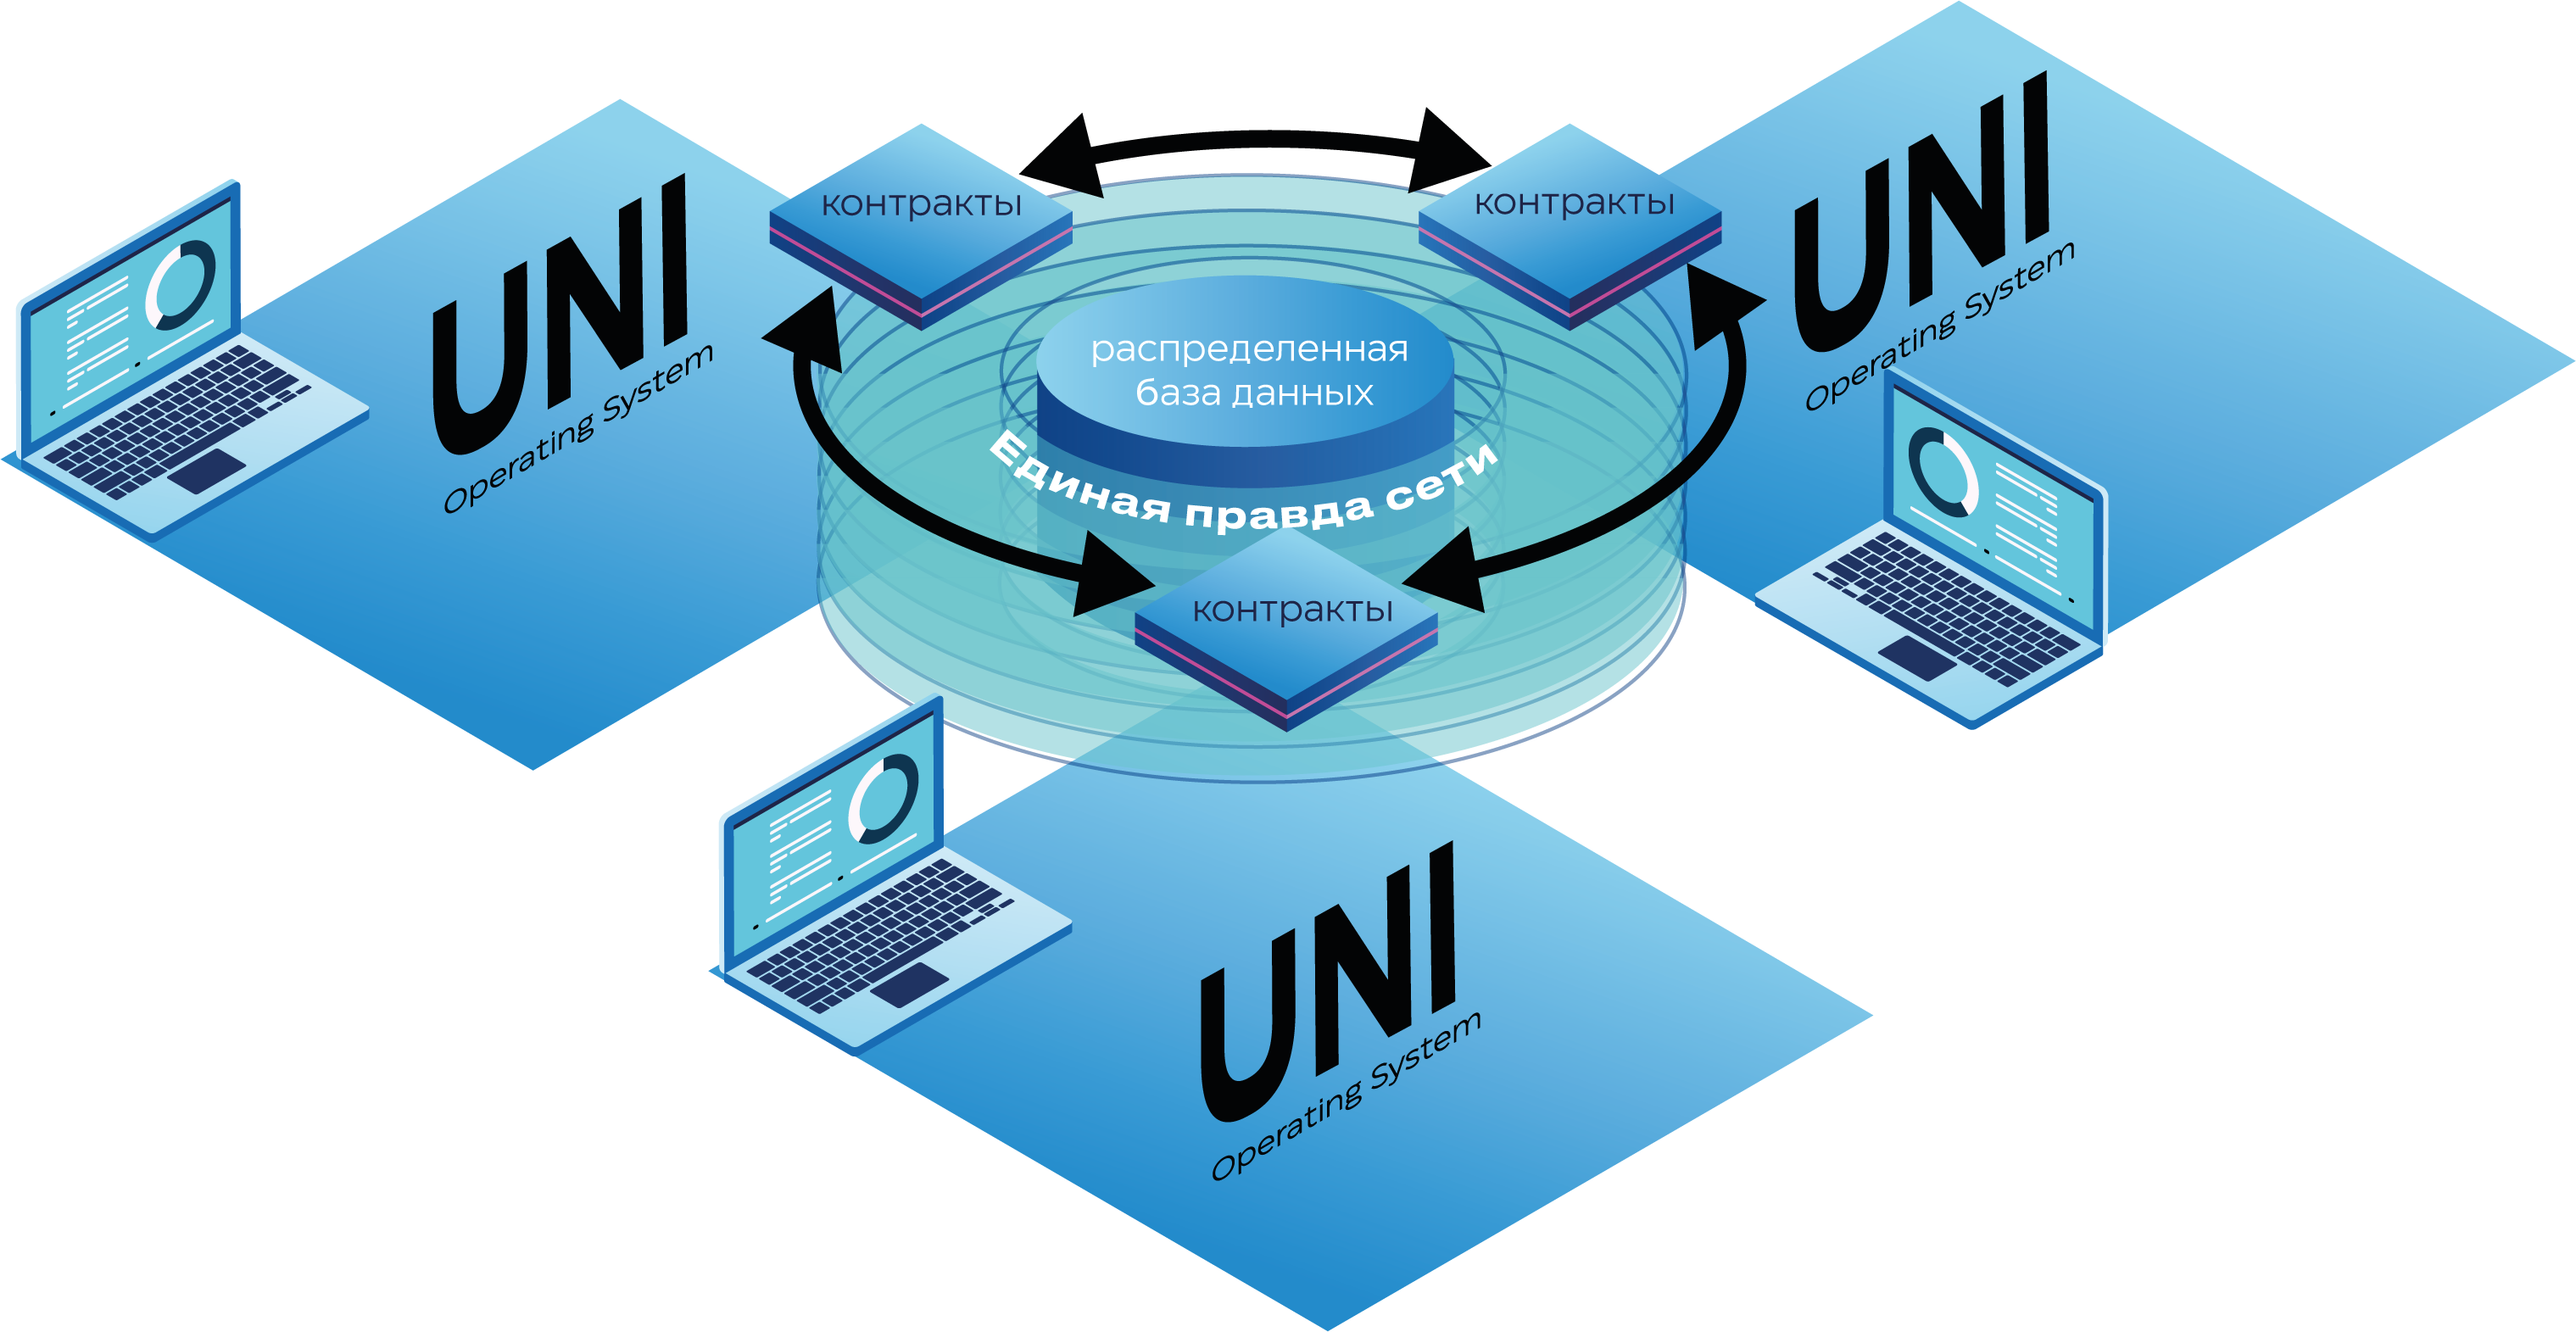 UNI
Operating System
контракты
контракты
UNI
Operating System
распределенная
база данных
Единая правда сети
контракты
UNI
Operating System